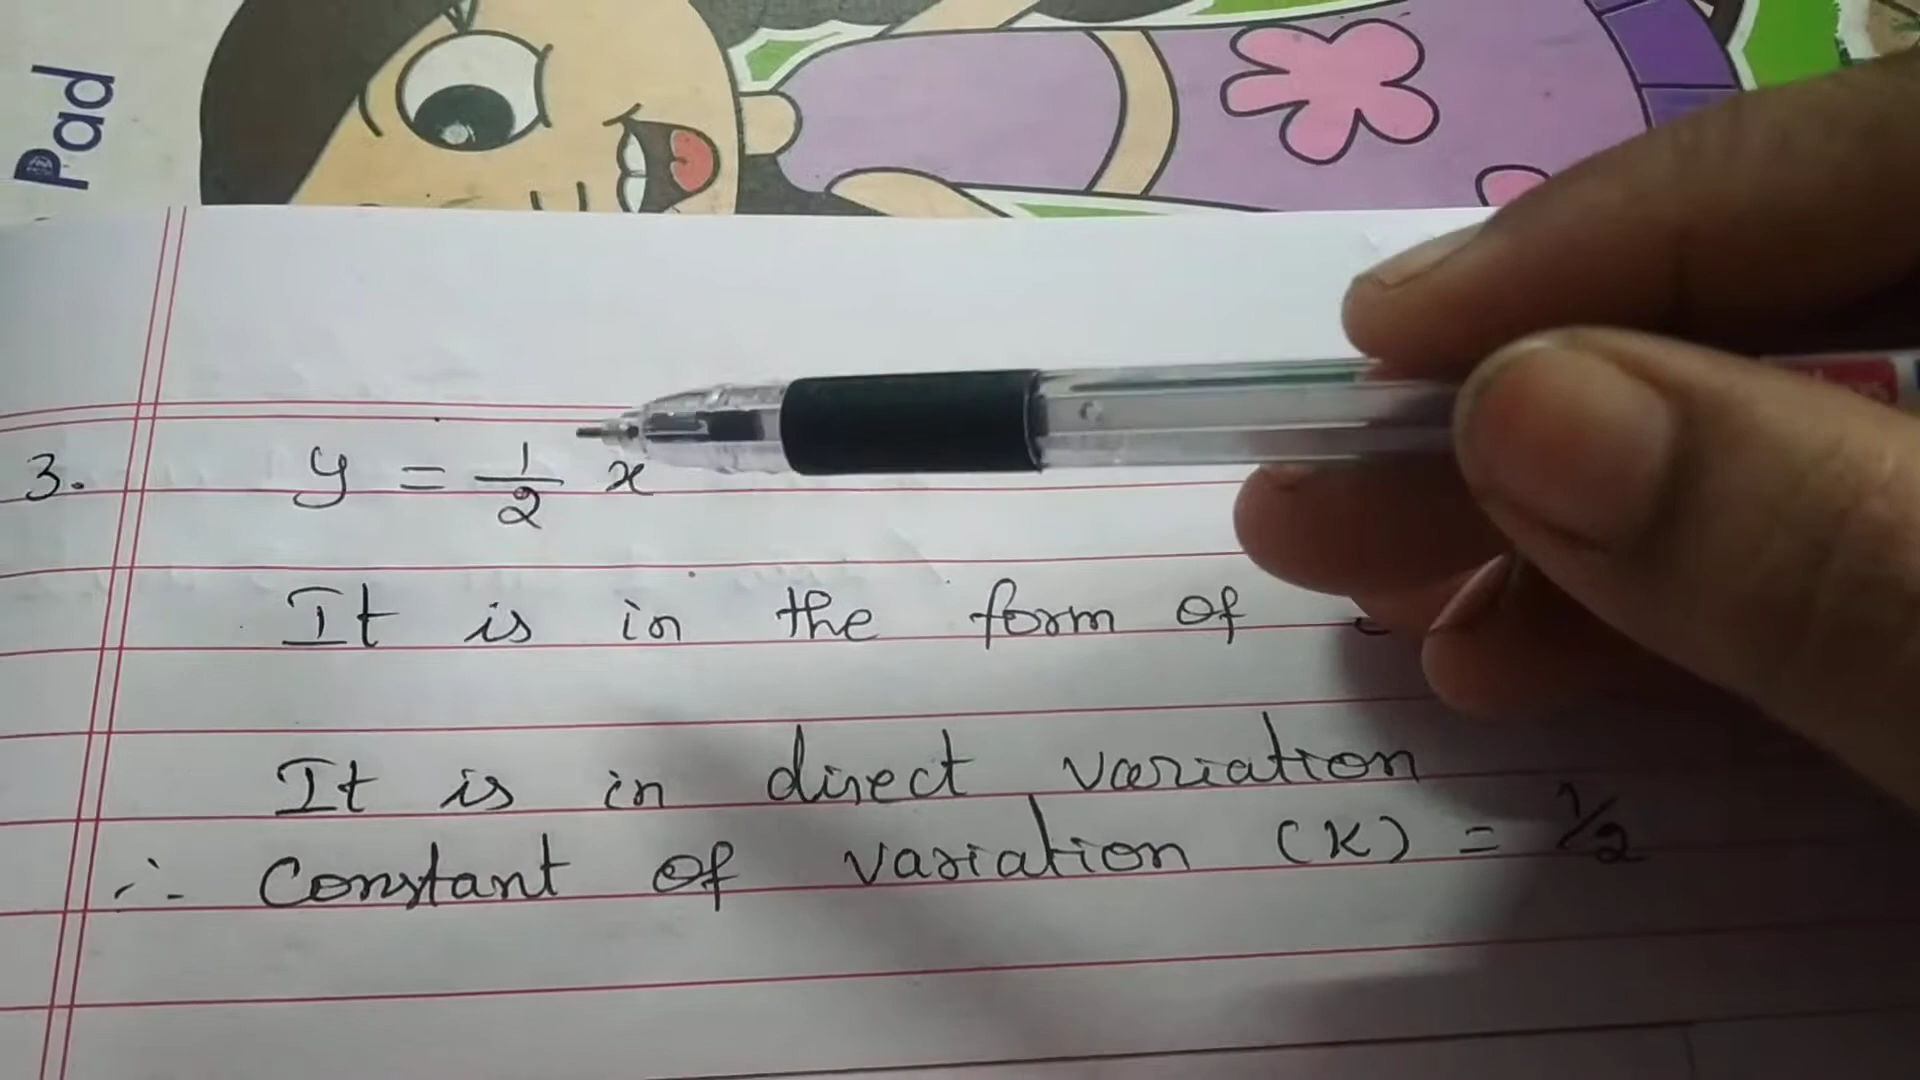 Pad
3. y = 1/2 x
It is in the form of
It is in direct variation
∴ Constant of variation (K) = 1/2